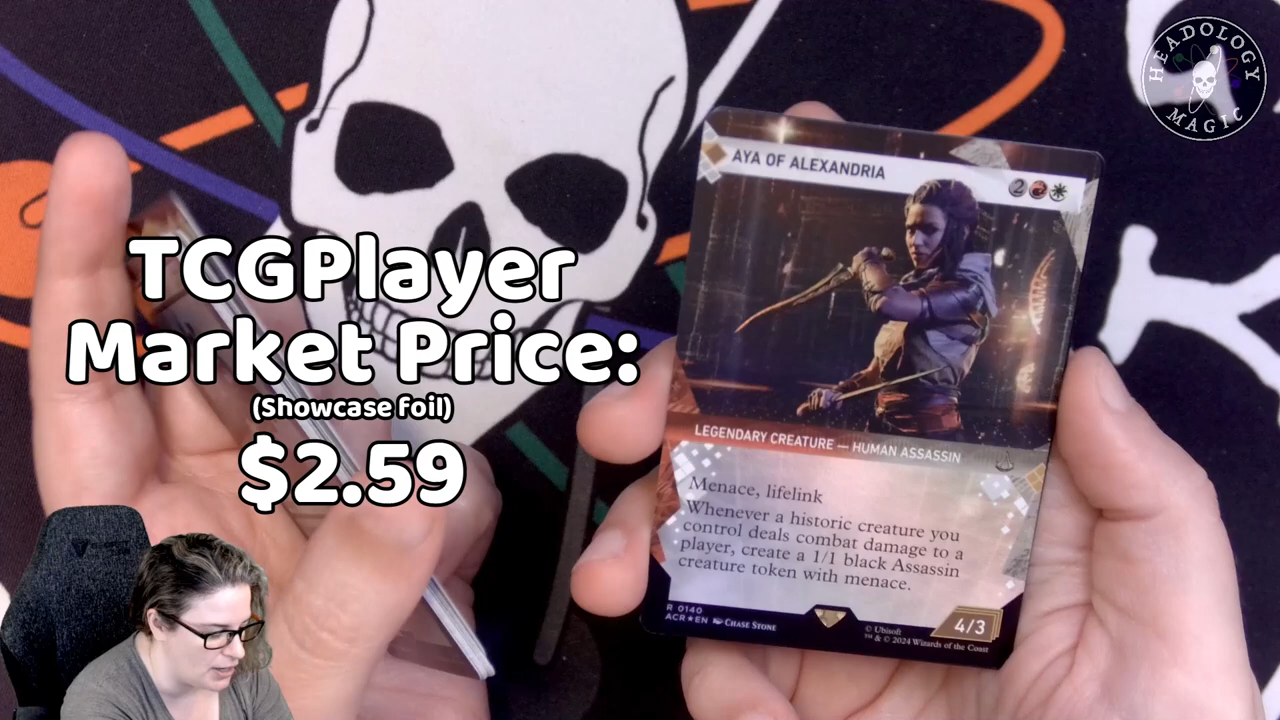 HEADOLOGY
MAGIC
TCGPlayer
Market Price:
(Showcase foil)
$2.59
AYA OF ALEXANDRIA
2
LEGENDARY CREATURE — HUMAN ASSASSIN
Menace, lifelink
Whenever a historic creature you
control deals combat damage to a
player, create a 1/1 black Assassin
creature token with menace.
R 0140
ACR★EN CHASE STONE
© Ubisoft
™ & © 2024 Wizards of the Coast
4/3